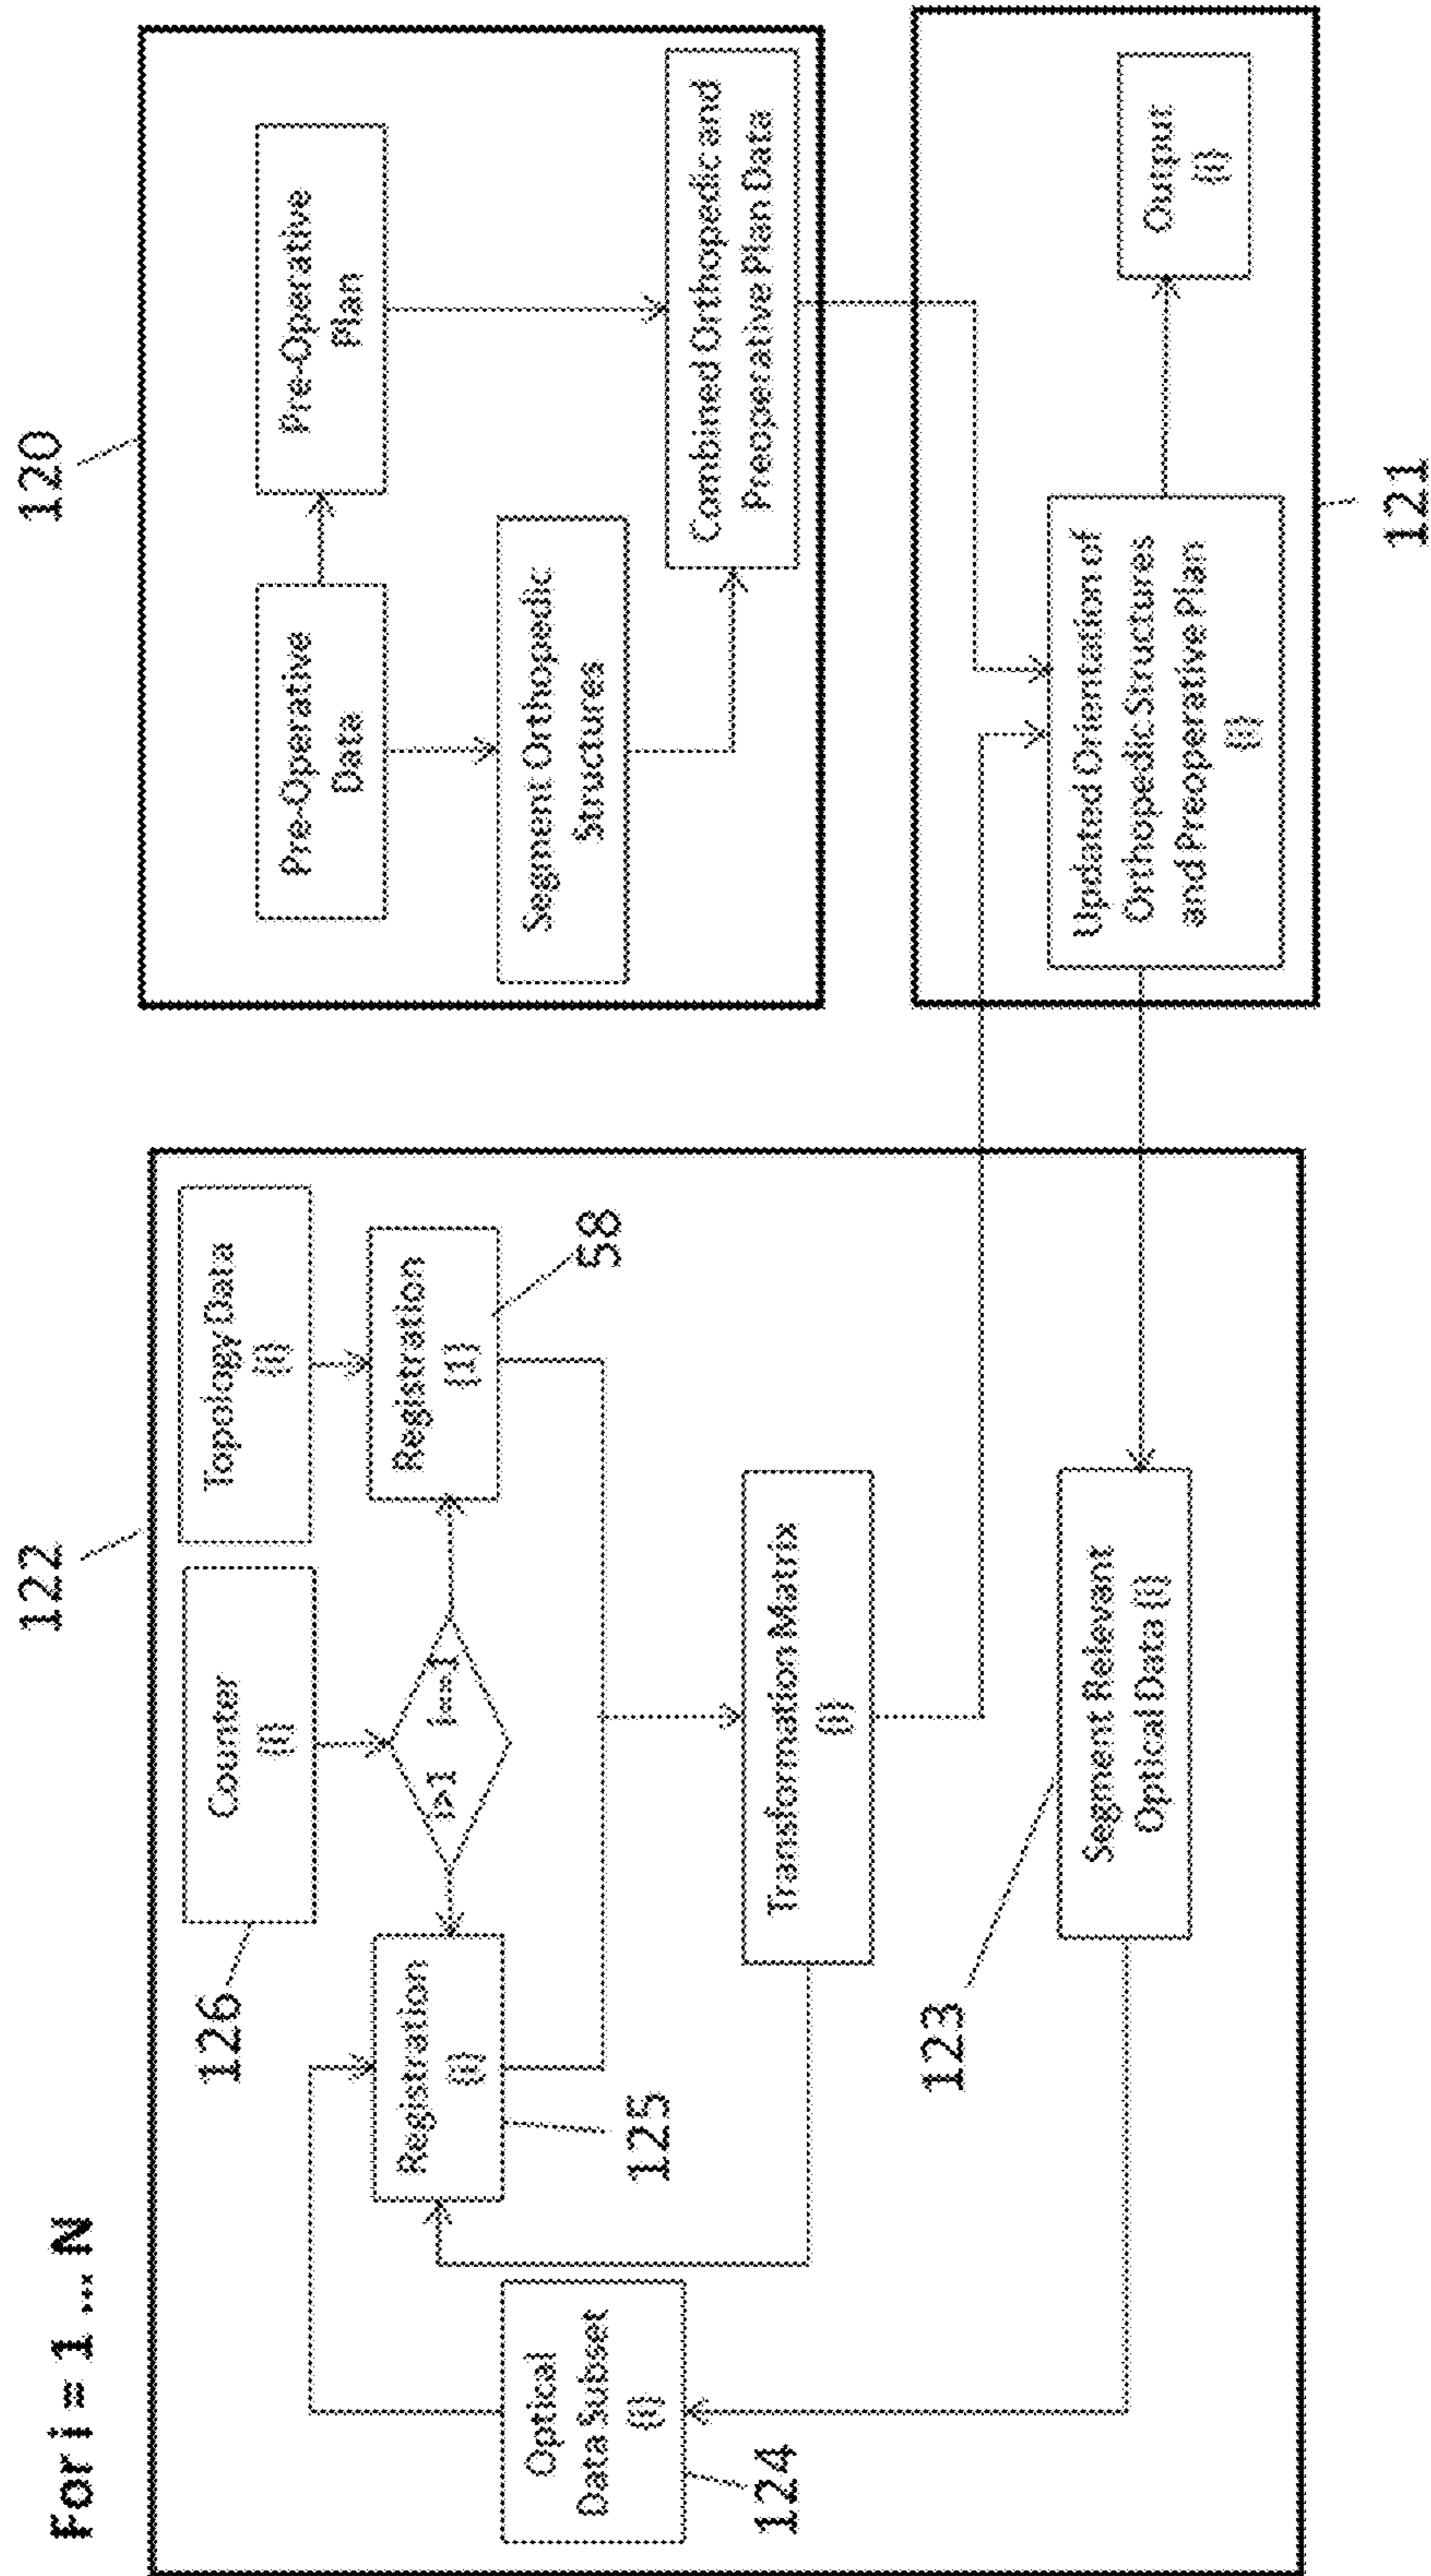 For i = 1 ... N
122
120
Counter
(i)
Topology Data
(i)
126
i>1
i==1
Registration
(i)
125
Registration
(1)
58
Optical
Data Subset
(i)
124
Transformation Matrix
(i)
123
Segment Relevant
Optical Data (i)
Pre-Operative
Data
Pre-Operative
Plan
Segment Orthopedic
Structures
Combined Orthopedic and
Preoperative Plan Data
Updated Orientation of
Orthopedic Structures
and Preoperative Plan
(i)
Output
(i)
121